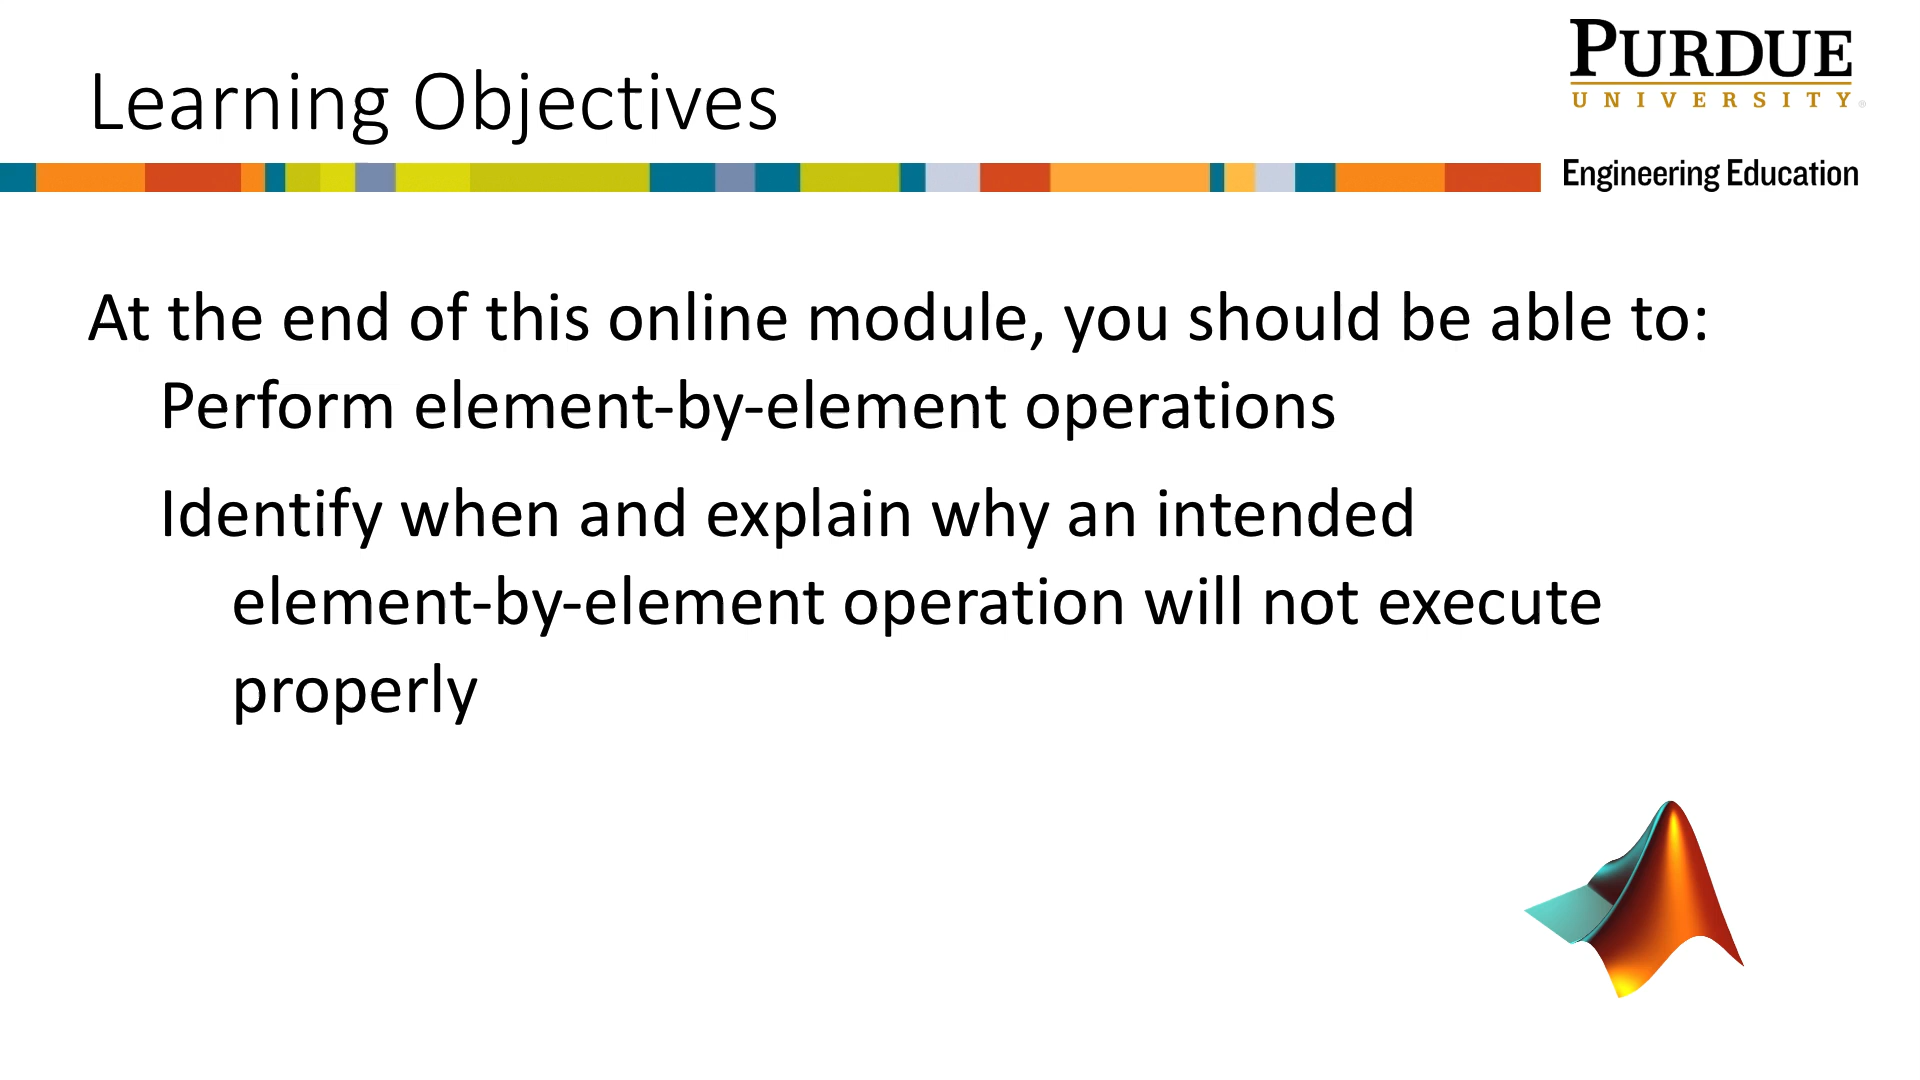 Learning Objectives
PURDUE
UNIVERSITY®
Engineering Education
At the end of this online module, you should be able to:
Perform element-by-element operations
Identify when and explain why an intended
element-by-element operation will not execute
properly